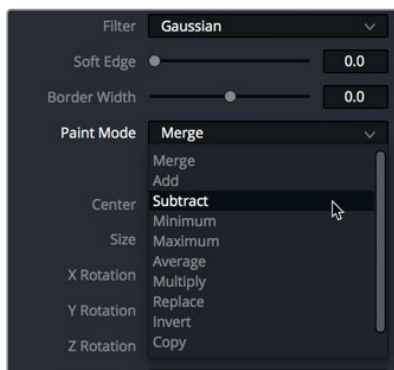 Filter Gaussian
Soft Edge 0.0
Border Width 0.0
Paint Mode Merge
Merge
Add
Center Subtract
Minimum
Size Maximum
Average
X Rotation Multiply
Replace
Y Rotation Invert
Z Rotation Copy